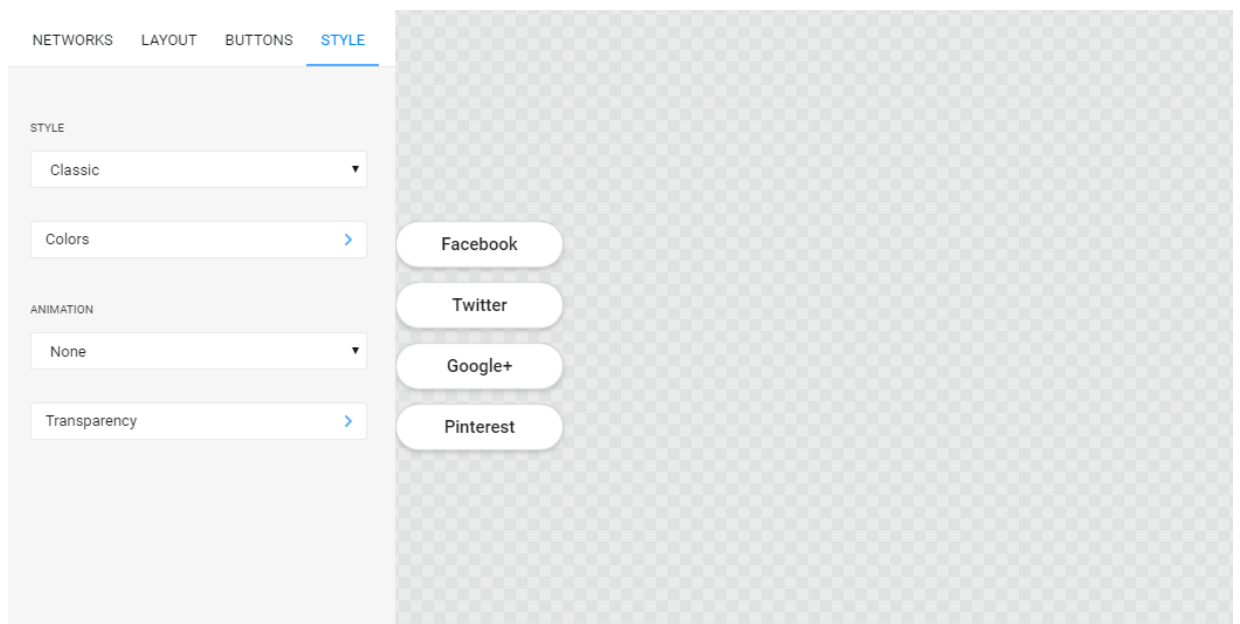 NETWORKS LAYOUT BUTTONS STYLE
STYLE
Classic
Colors
ANIMATION
None
Transparency
Facebook
Twitter
Google+
Pinterest